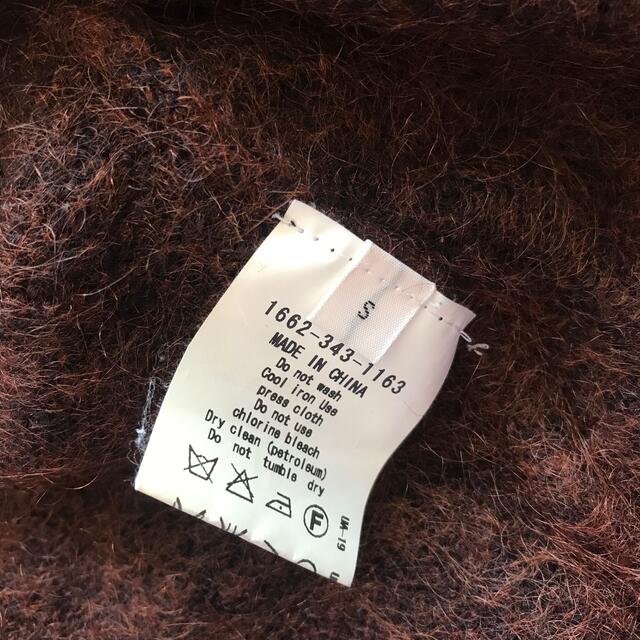 S
1662-343-1163
MADE IN CHINA
Do not wash
Cool Iron Use
press cloth
Do not use
chlorine bleach
Dry clean (petroleum)
Do not tumble dry
F